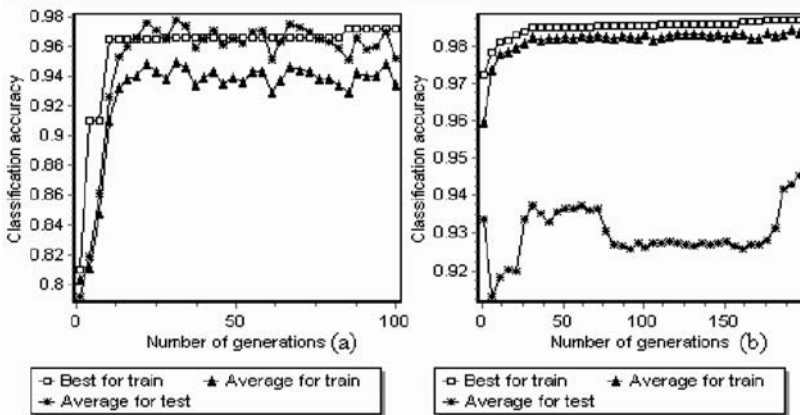 Classification accuracy
0.98
0.96
0.94
0.92
0.9
0.88
0.86
0.84
0.82
0.8
0
50
100
Number of generations (a)
Best for train
Average for train
Average for test
Classification accuracy
0.98
0.97
0.96
0.95
0.94
0.93
0.92
0
50
100
150
Number of generations (b)
Best for train
Average for train
Average for test